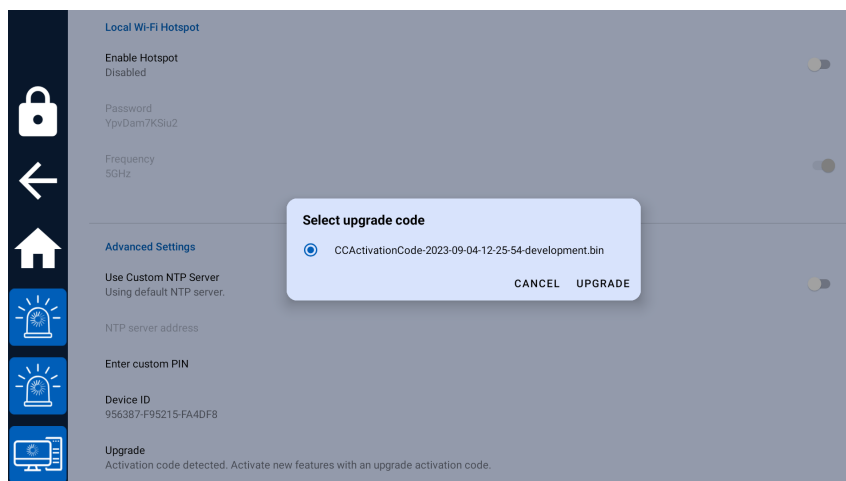 Local Wi-Fi Hotspot
Enable Hotspot
Disabled
Password
YpvDam7KSiu2
Frequency
5GHz
Select upgrade code
CCActivationCode-2023-09-04-12-25-54-development.bin
CANCEL UPGRADE
Advanced Settings
Use Custom NTP Server
Using default NTP server.
NTP server address
Enter custom PIN
Device ID
956387-F95215-FA4DF8
Upgrade
Activation code detected. Activate new features with an upgrade activation code.